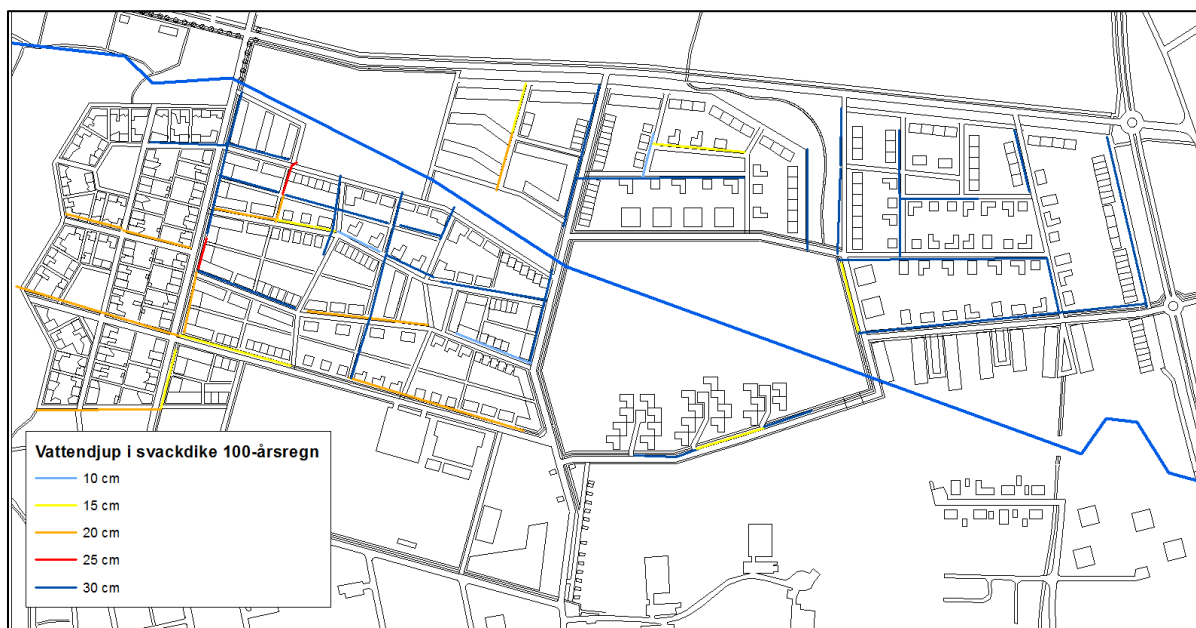 Vattendjup i svackdike 100-årsregn
10 cm
15 cm
20 cm
25 cm
30 cm